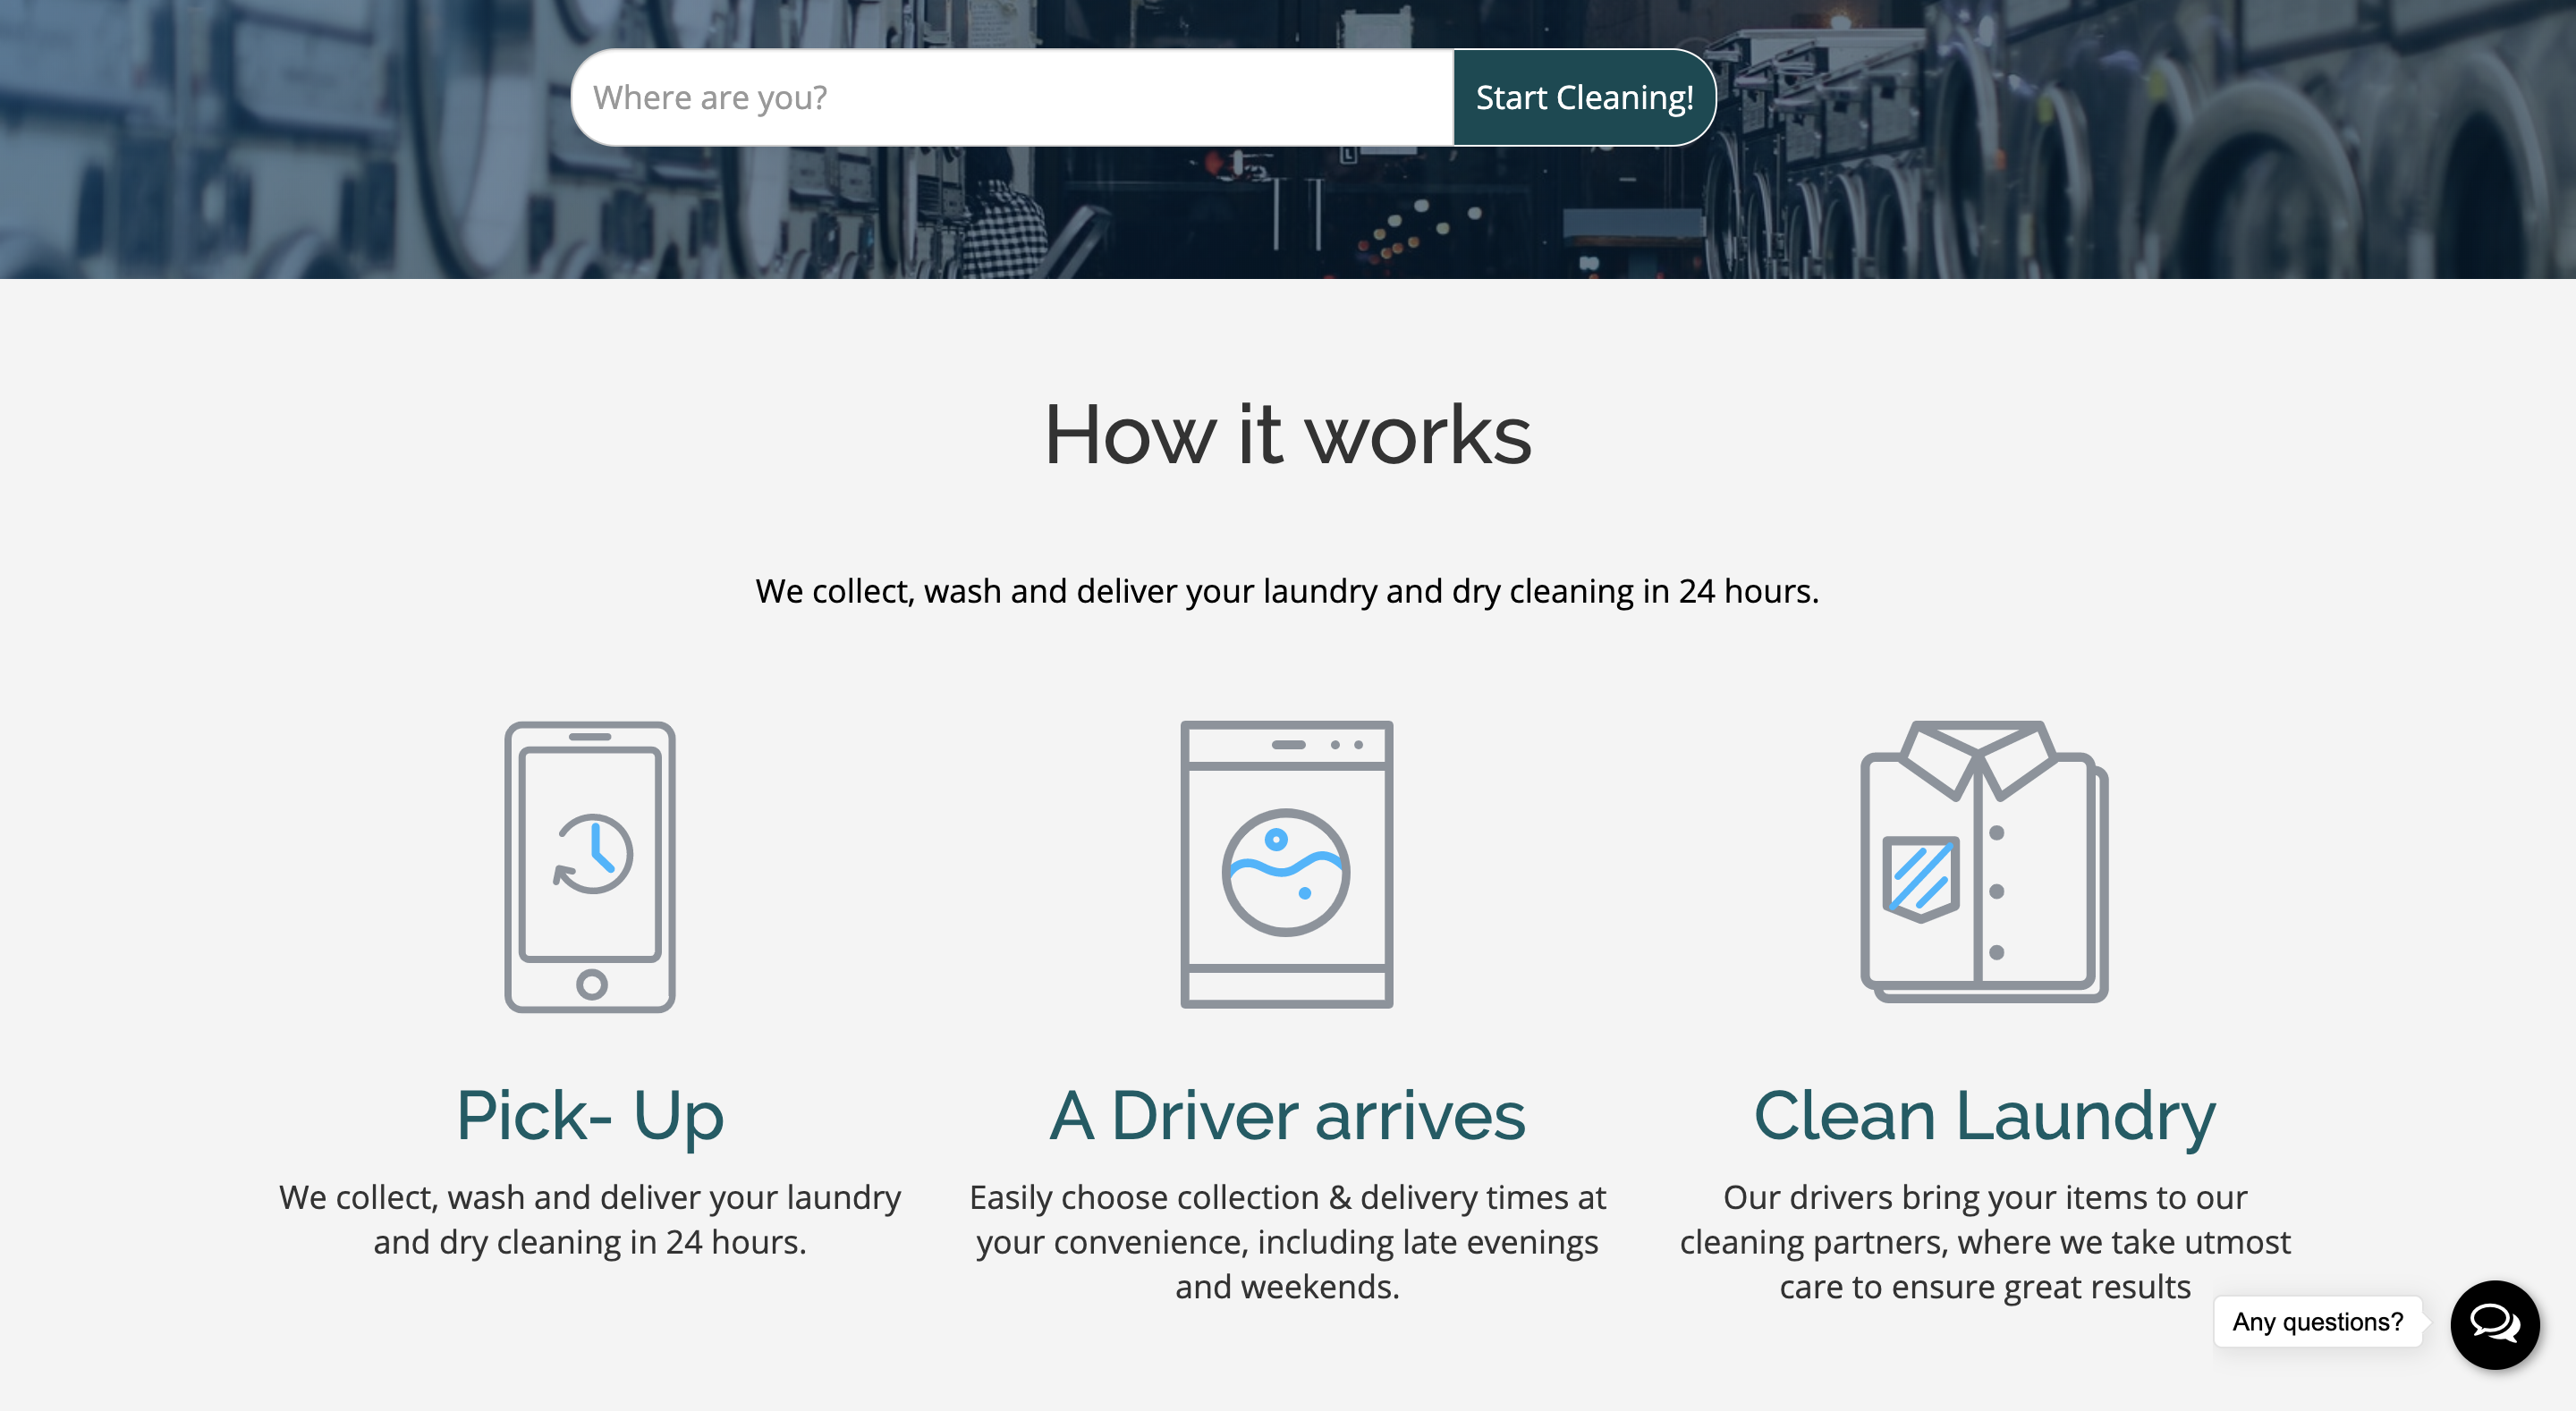 Where are you?
Start Cleaning!
How it works
We collect, wash and deliver your laundry and dry cleaning in 24 hours.
Pick- Up
We collect, wash and deliver your laundry
and dry cleaning in 24 hours.
A Driver arrives
Easily choose collection & delivery times at
your convenience, including late evenings
and weekends.
Clean Laundry
Our drivers bring your items to our
cleaning partners, where we take utmost
care to ensure great results
Any questions?